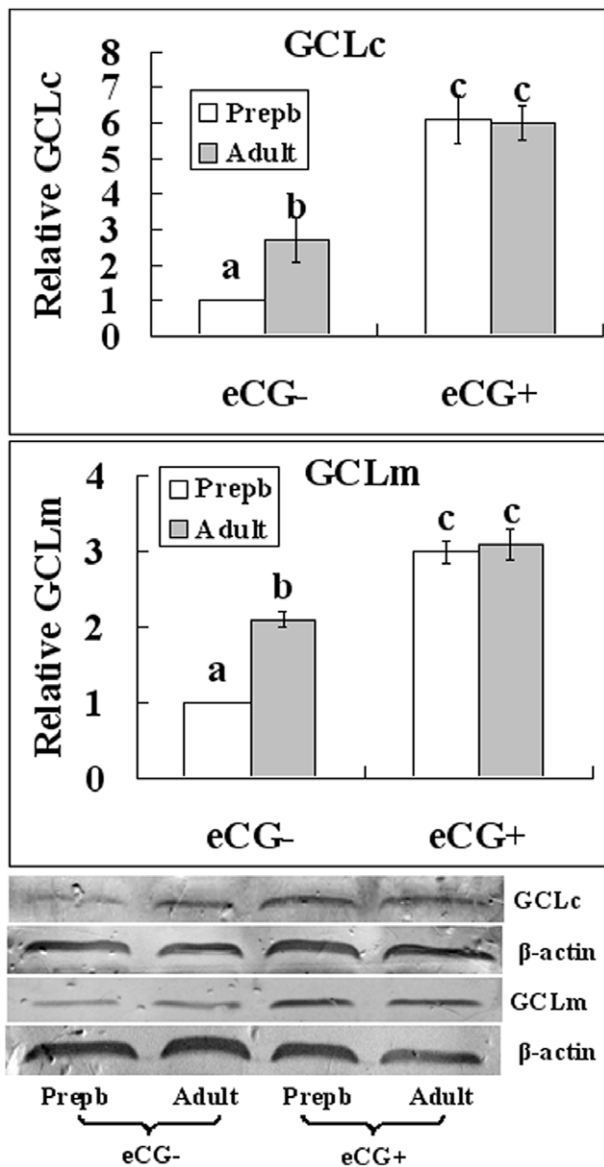 GCLc
Relative GCLc
8
7
6
5
4
3
2
1
0
Prepb
Adult
a
b
c
c
eCG-
eCG+
GCLm
Relative GCLm
4
3
2
1
0
Prepb
Adult
a
b
c
c
eCG-
eCG+
GCLc
β-actin
GCLm
β-actin
Prepb Adult Prepb Adult
eCG- eCG+